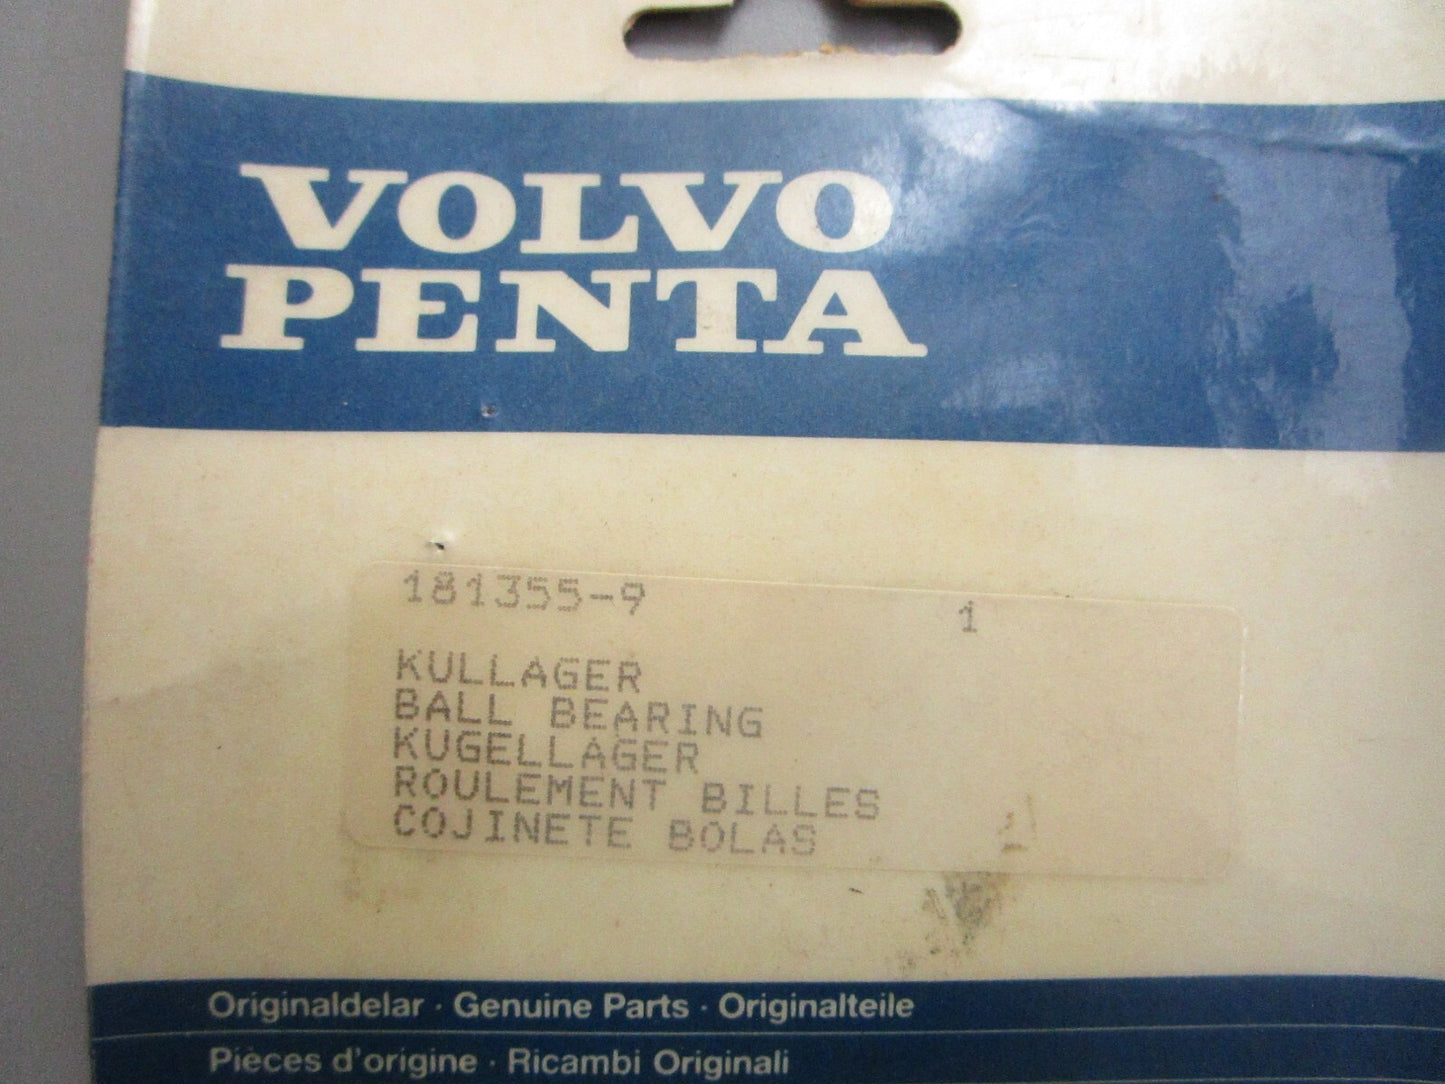 VOLVO
PENTA
181355-9 1
KULLAGER
BALL BEARING
KUGELLAGER
ROULEMENT BILLES
COJINETE BOLAS
Originaldelar · Genuine Parts · Originalteile
Pièces d'origine · Ricambi Originali